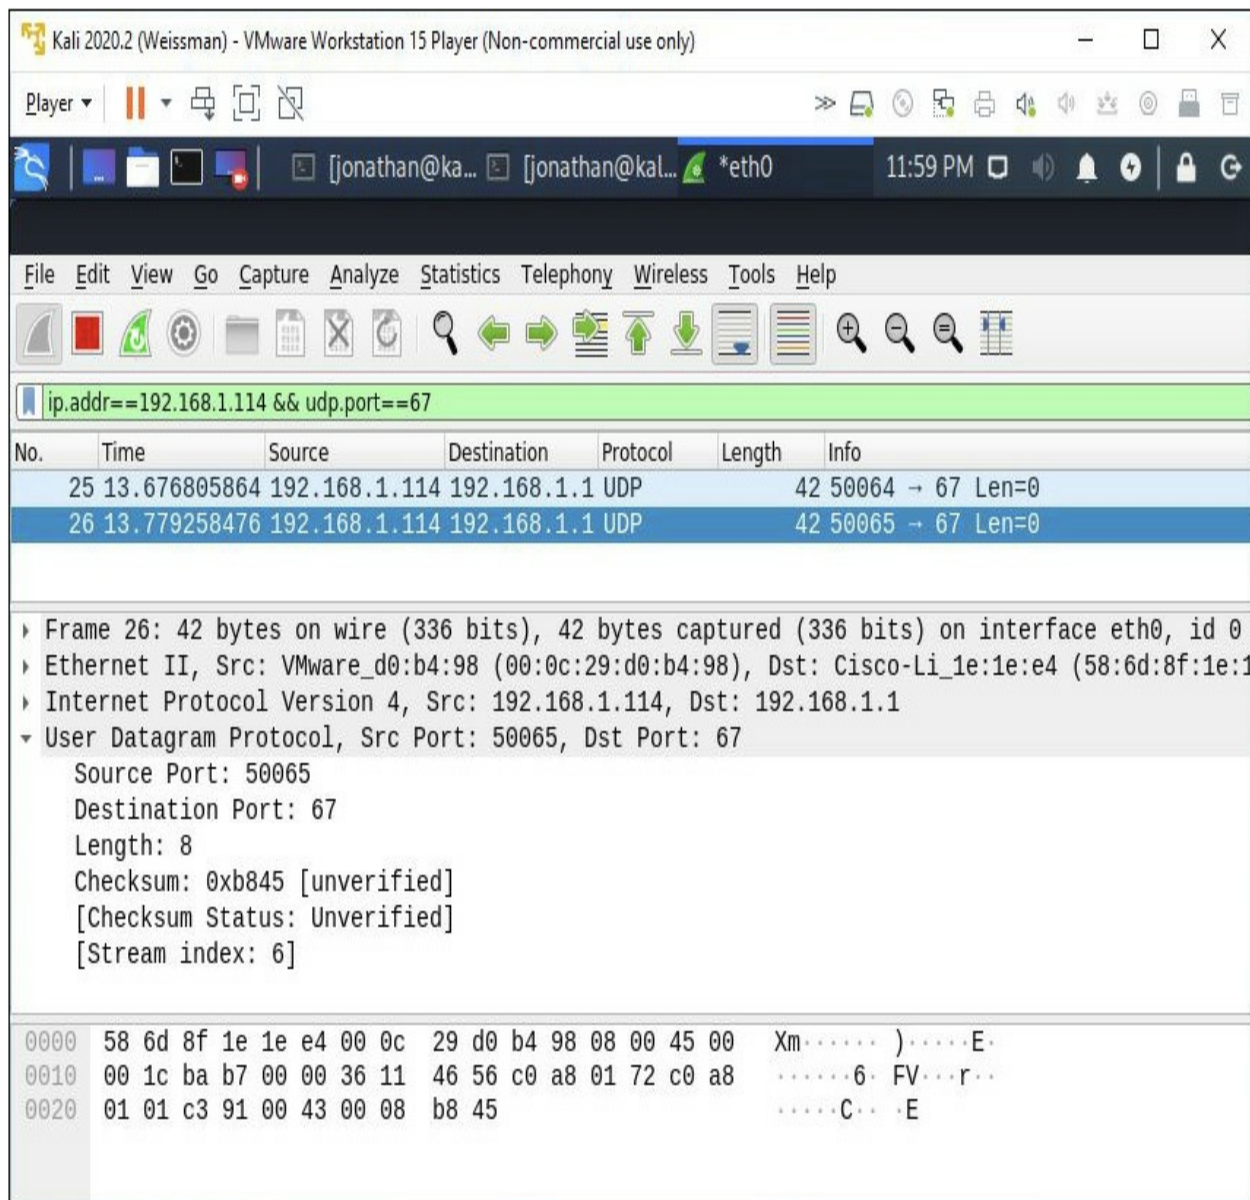 Kali 2020.2 (Weissman) - VMware Workstation 15 Player (Non-commercial use only)
Player
[jonathan@ka... [jonathan@kal... *eth0 11:59 PM
File Edit View Go Capture Analyze Statistics Telephony Wireless Tools Help
ip.addr==192.168.1.114 && udp.port==67
No. Time Source Destination Protocol Length Info
25 13.676805864 192.168.1.114 192.168.1.1 UDP 42 50064 → 67 Len=0
26 13.779258476 192.168.1.114 192.168.1.1 UDP 42 50065 → 67 Len=0
Frame 26: 42 bytes on wire (336 bits), 42 bytes captured (336 bits) on interface eth0, id 0
Ethernet II, Src: VMware_d0:b4:98 (00:0c:29:d0:b4:98), Dst: Cisco-Li_1e:1e:e4 (58:6d:8f:1e:1
Internet Protocol Version 4, Src: 192.168.1.114, Dst: 192.168.1.1
User Datagram Protocol, Src Port: 50065, Dst Port: 67
Source Port: 50065
Destination Port: 67
Length: 8
Checksum: 0xb845 [unverified]
[Checksum Status: Unverified]
[Stream index: 6]
0000 58 6d 8f 1e 1e e4 00 0c 29 d0 b4 98 08 00 45 00 Xm······ )·····E·
0010 00 1c ba b7 00 00 36 11 46 56 c0 a8 01 72 c0 a8 ······6· FV···r··
0020 01 01 c3 91 00 43 00 08 b8 45 ·····C·· ·E